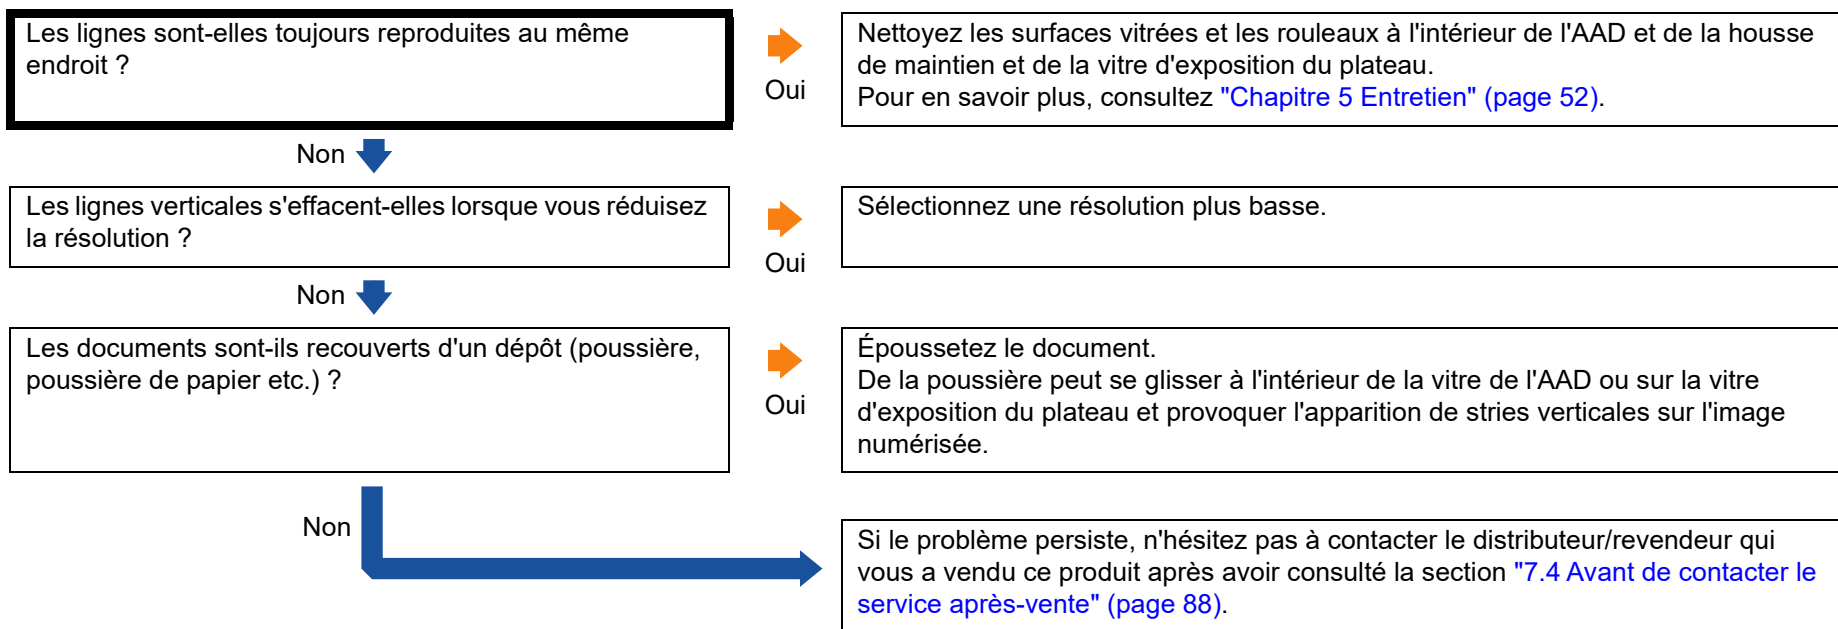 Les lignes sont-elles toujours reproduites au même
endroit ?
Oui
Nettoyez les surfaces vitrées et les rouleaux à l'intérieur de l'AAD et de la housse
de maintien et de la vitre d'exposition du plateau.
Pour en savoir plus, consultez "Chapitre 5 Entretien" (page 52).
Non
Les lignes verticales s'effacent-elles lorsque vous réduisez
la résolution ?
Oui
Sélectionnez une résolution plus basse.
Non
Les documents sont-ils recouverts d'un dépôt (poussière,
poussière de papier etc.) ?
Oui
Époussetez le document.
De la poussière peut se glisser à l'intérieur de la vitre de l'AAD ou sur la vitre
d'exposition du plateau et provoquer l'apparition de stries verticales sur l'image
numérisée.
Non
Si le problème persiste, n'hésitez pas à contacter le distributeur/revendeur qui
vous a vendu ce produit après avoir consulté la section "7.4 Avant de contacter le
service après-vente" (page 88).